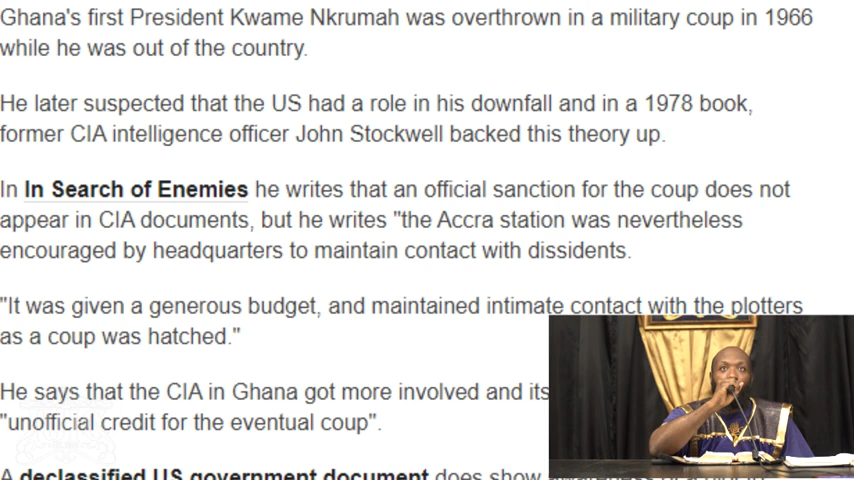 Ghana's first President Kwame Nkrumah was overthrown in a military coup in 1966
while he was out of the country.
He later suspected that the US had a role in his downfall and in a 1978 book,
former CIA intelligence officer John Stockwell backed this theory up.
In In Search of Enemies he writes that an official sanction for the coup does not
appear in CIA documents, but he writes "the Accra station was nevertheless
encouraged by headquarters to maintain contact with dissidents.
"It was given a generous budget, and maintained intimate contact with the plotters
as a coup was hatched."
He says that the CIA in Ghana got more involved and its
"unofficial credit for the eventual coup".
A declassified US government document does show